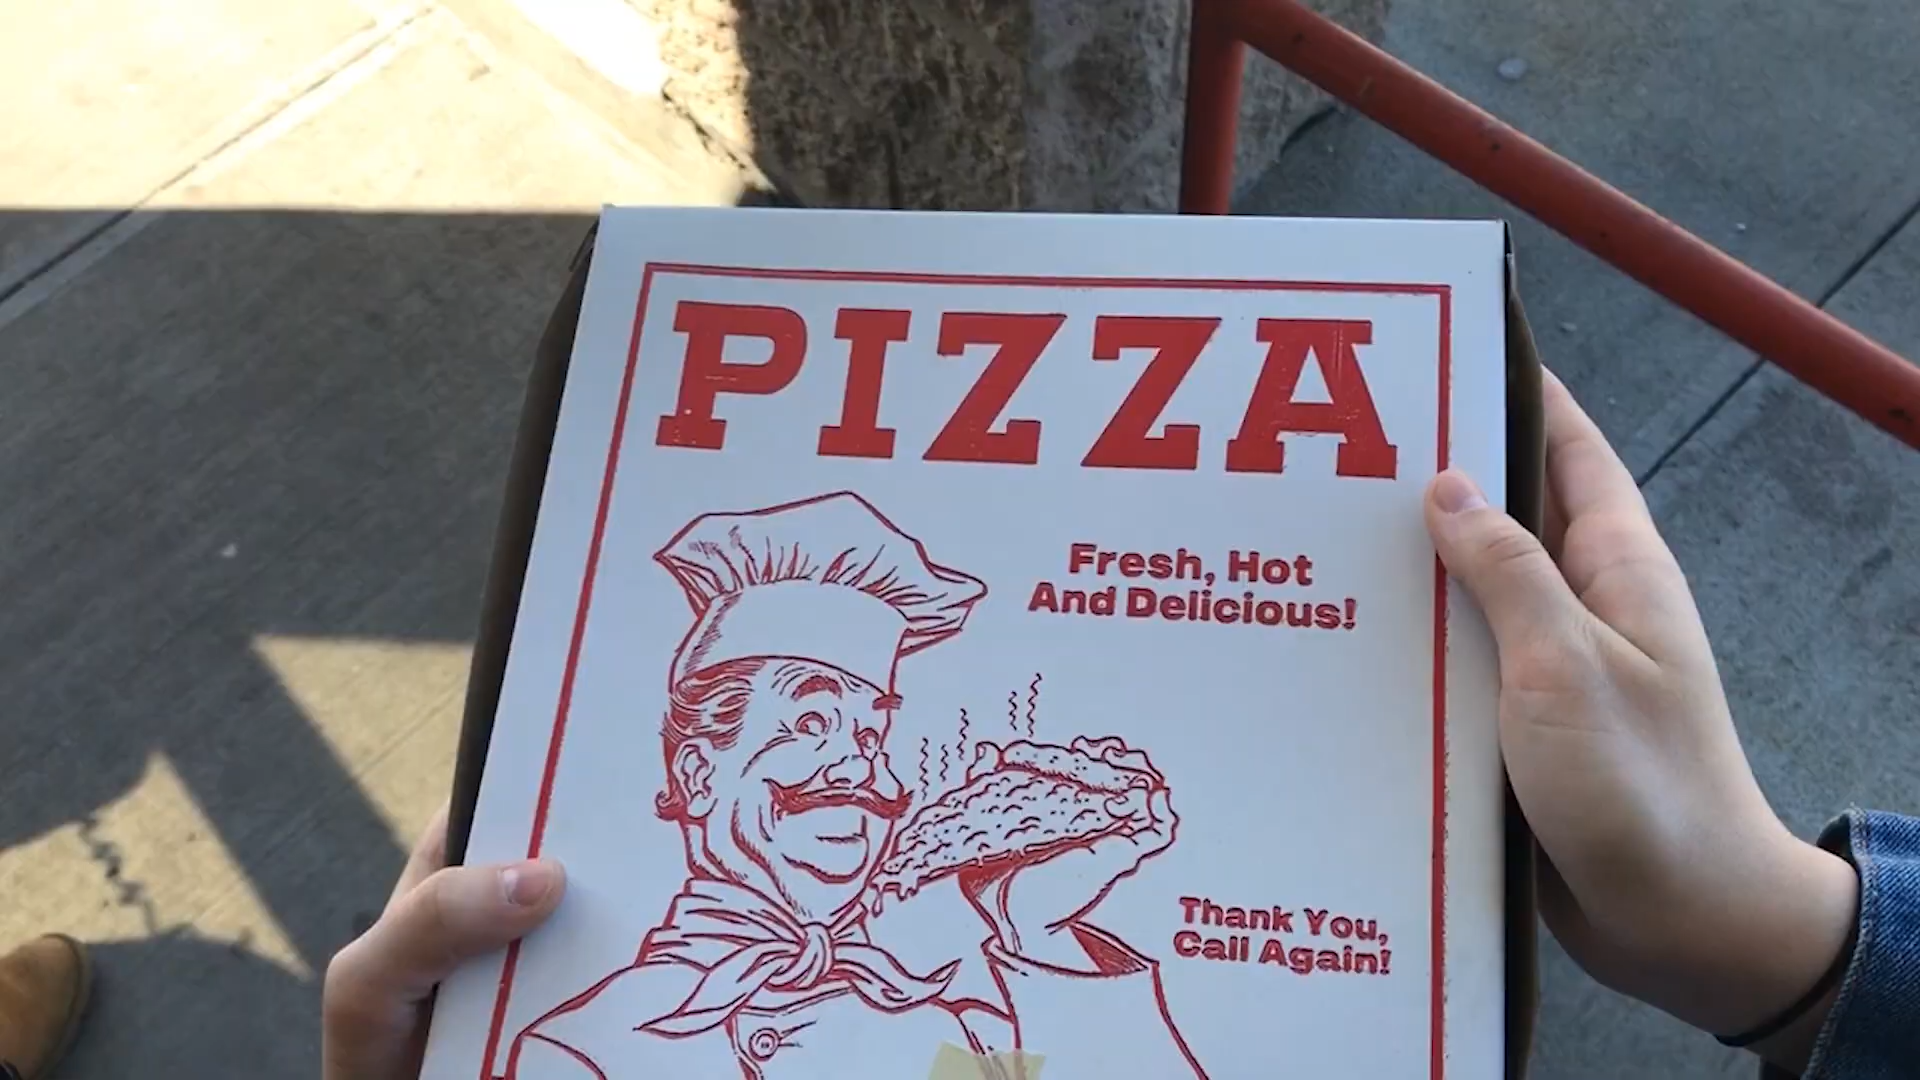 PIZZA
Fresh, Hot
And Delicious!
Thank You,
Call Again!